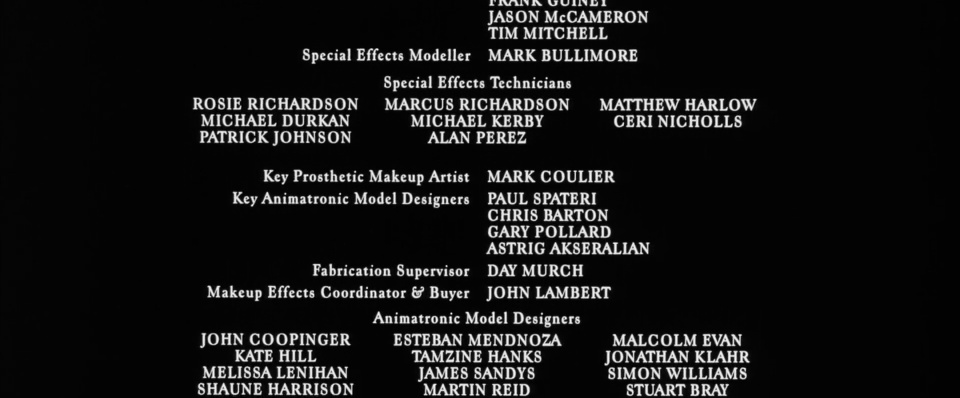 FRANK GUINEY
JASON McCAMERON
TIM MITCHELL
Special Effects Modeller MARK BULLIMORE
Special Effects Technicians
ROSIE RICHARDSON MARCUS RICHARDSON MATTHEW HARLOW
MICHAEL DURKAN MICHAEL KERBY CERI NICHOLLS
PATRICK JOHNSON ALAN PEREZ
Key Prosthetic Makeup Artist MARK COULIER
Key Animatronic Model Designers PAUL SPATERI
CHRIS BARTON
GARY POLLARD
ASTRIG AKSERALIAN
Fabrication Supervisor DAY MURCH
Makeup Effects Coordinator & Buyer JOHN LAMBERT
Animatronic Model Designers
JOHN COOPINGER ESTEBAN MENDNOZA MALCOLM EVAN
KATE HILL TAMZINE HANKS JONATHAN KLAHR
MELISSA LENIHAN JAMES SANDYS SIMON WILLIAMS
SHAUNE HARRISON MARTIN REID STUART BRAY